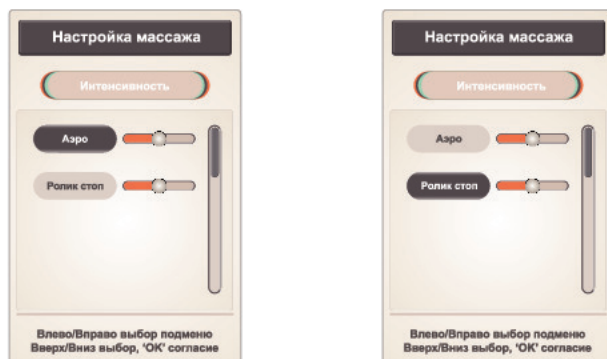 Настройка массажа
Интенсивность
Аэро
Ролик стоп
Влево/Вправо выбор подменю
Вверх/Вниз выбор, 'OK' согласие
Настройка массажа
Интенсивность
Аэро
Ролик стоп
Влево/Вправо выбор подменю
Вверх/Вниз выбор, 'OK' согласие